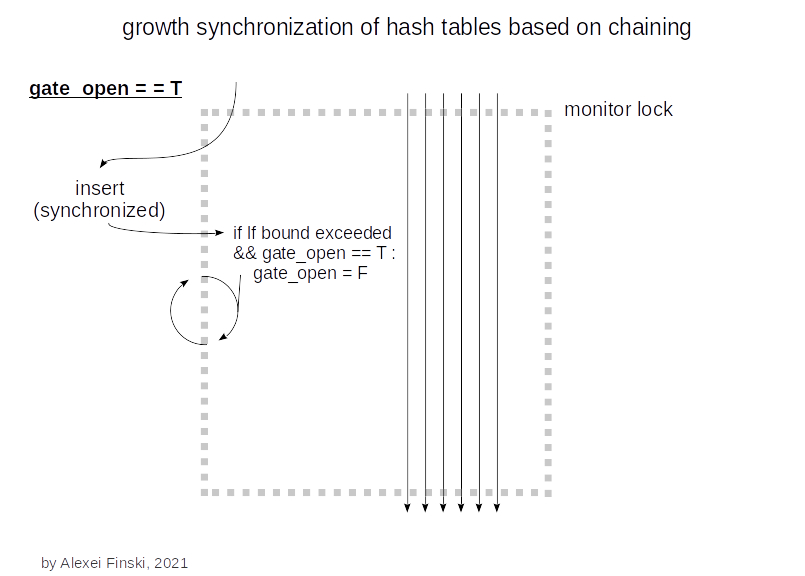 growth synchronization of hash tables based on chaining
gate_open = = T
monitor lock
insert
(synchronized)
if lf bound exceeded
&& gate_open == T :
gate_open = F
by Alexei Finski, 2021